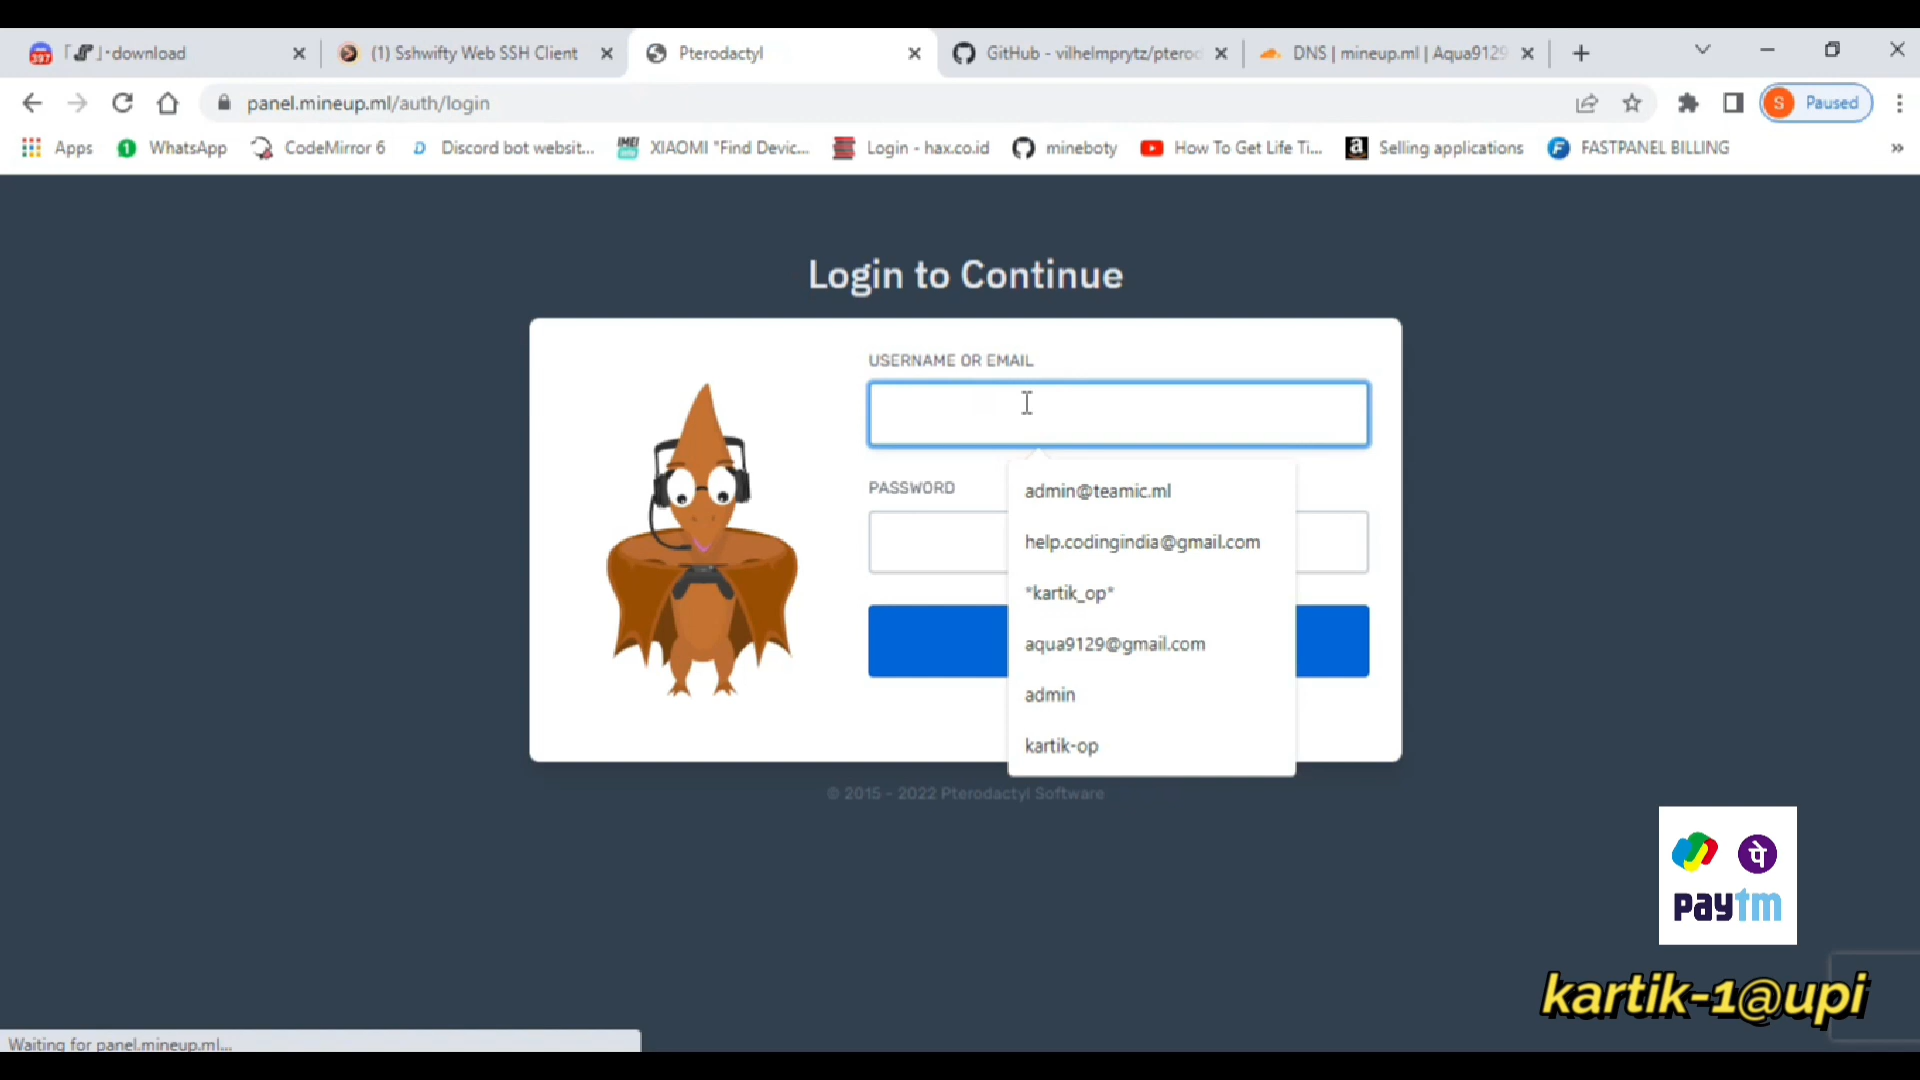 397 「」·download
(1) Sshwifty Web SSH Client
Pterodactyl
GitHub - vilhelmprytz/pteroc
DNS | mineup.ml | Aqua9129
panel.mineup.ml/auth/login
S Paused
Apps
1 WhatsApp
CodeMirror 6
D Discord bot websit...
IMEI XIAOMI "Find Devic...
Login - hax.co.id
mineboty
How To Get Life Ti...
a Selling applications
F FASTPANEL BILLING
Login to Continue
USERNAME OR EMAIL
PASSWORD
admin@teamic.ml
help.codingindia@gmail.com
*kartik_op*
aqua9129@gmail.com
admin
kartik-op
© 2015 - 2022 Pterodactyl Software
पे
paytm
kartik-1@upi
Waiting for panel.mineup.ml...